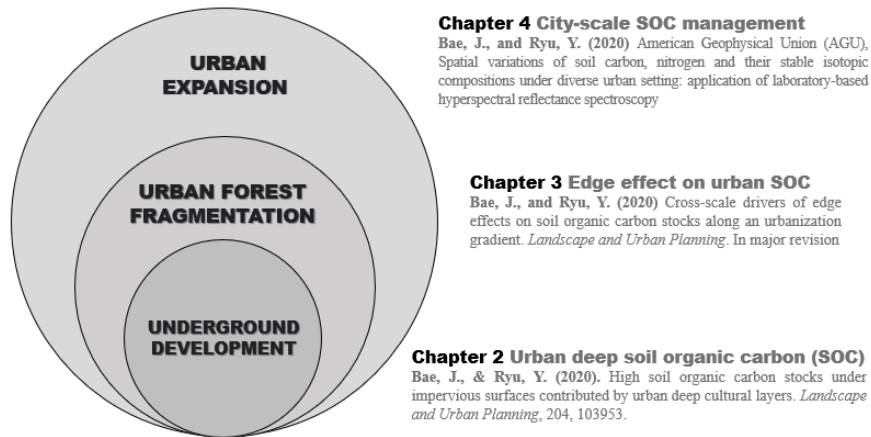 URBAN
EXPANSION
URBAN FOREST
FRAGMENTATION
UNDERGROUND
DEVELOPMENT
Chapter 4 City-scale SOC management
Bae, J., and Ryu, Y. (2020) American Geophysical Union (AGU),
Spatial variations of soil carbon, nitrogen and their stable isotopic
compositions under diverse urban setting: application of laboratory-based
hyperspectral reflectance spectroscopy
Chapter 3 Edge effect on urban SOC
Bae, J., and Ryu, Y. (2020) Cross-scale drivers of edge
effects on soil organic carbon stocks along an urbanization
gradient. Landscape and Urban Planning. In major revision
Chapter 2 Urban deep soil organic carbon (SOC)
Bae, J., & Ryu, Y. (2020). High soil organic carbon stocks under
impervious surfaces contributed by urban deep cultural layers. Landscape
and Urban Planning, 204, 103953.